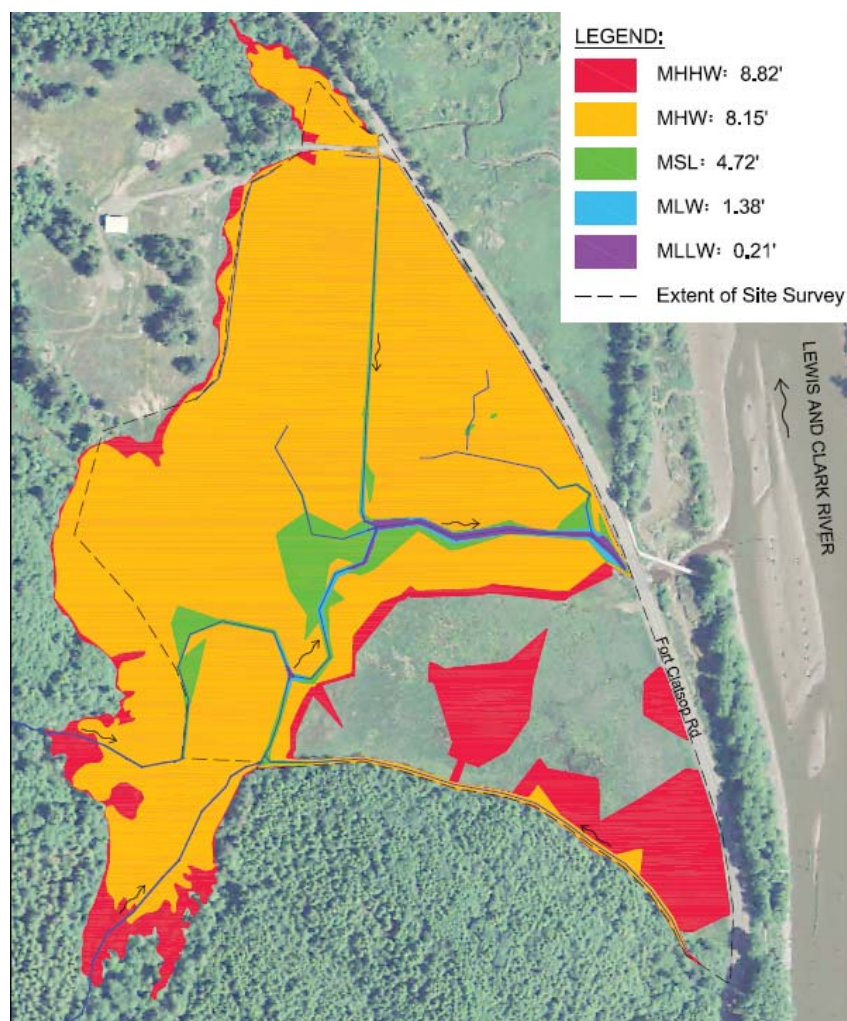 LEGEND:
MHHW: 8.82'
MHW: 8.15'
MSL: 4.72'
MLW: 1.38'
MLLW: 0.21'
Extent of Site Survey
LEWIS AND CLARK RIVER
Fort Clatsop Rd